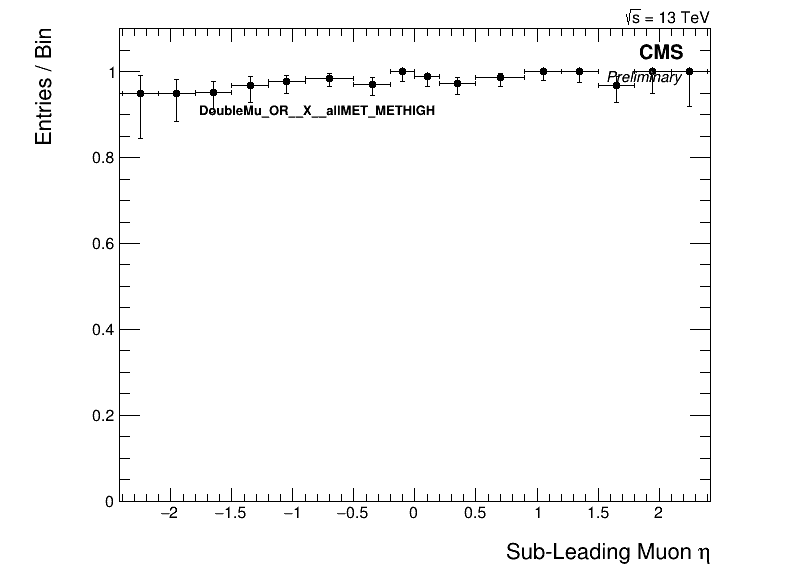 √s = 13 TeV
CMS
Preliminary
Entries / Bin
DoubleMu_OR__X__allMET_METHIGH
1
0.8
0.6
0.4
0.2
0
−2 −1.5 −1 −0.5 0 0.5 1 1.5 2
Sub-Leading Muon η